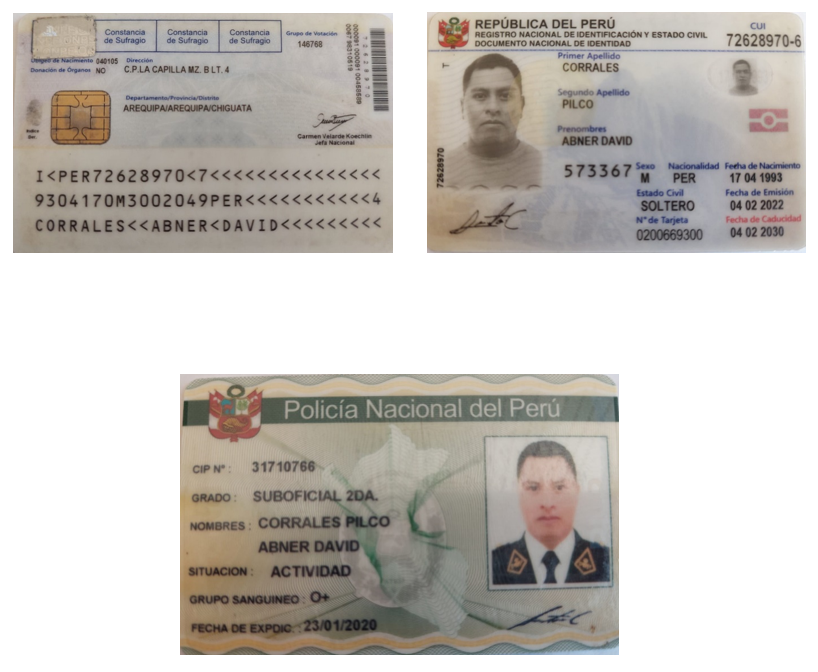 Constancia de Sufragio
Constancia de Sufragio
Constancia de Sufragio
Grupo de Votación
146768
Ubigeo de Nacimiento 040105
Donación de Órganos NO
Dirección
C.P.LA CAPILLA MZ. B LT. 4
Departamento/Provincia/Distrito
AREQUIPA/AREQUIPA/CHIGUATA
Carmen Velarde Koechlin
Jefa Nacional
I<PER72628970<7<<<<<<<<<<<<<<<
9304170M3002049PER<<<<<<<<<<<4
CORRALES<<ABNER<DAVID<<<<<<<<<
REPÚBLICA DEL PERÚ
REGISTRO NACIONAL DE IDENTIFICACIÓN Y ESTADO CIVIL
DOCUMENTO NACIONAL DE IDENTIDAD
CUI
72628970-6
Primer Apellido
CORRALES
Segundo Apellido
PILCO
Prenombres
ABNER DAVID
T
72628970
573367
Sexo
M
Nacionalidad
PER
Fecha de Nacimiento
17 04 1993
Estado Civil
SOLTERO
Fecha de Emisión
04 02 2022
N° de Tarjeta
0200669300
Fecha de Caducidad
04 02 2030
Policía Nacional del Perú
CIP N° : 31710766
GRADO : SUBOFICIAL 2DA.
NOMBRES : CORRALES PILCO
ABNER DAVID
SITUACION : ACTIVIDAD
GRUPO SANGUINEO : O+
FECHA DE EXPDIC. : 23/01/2020